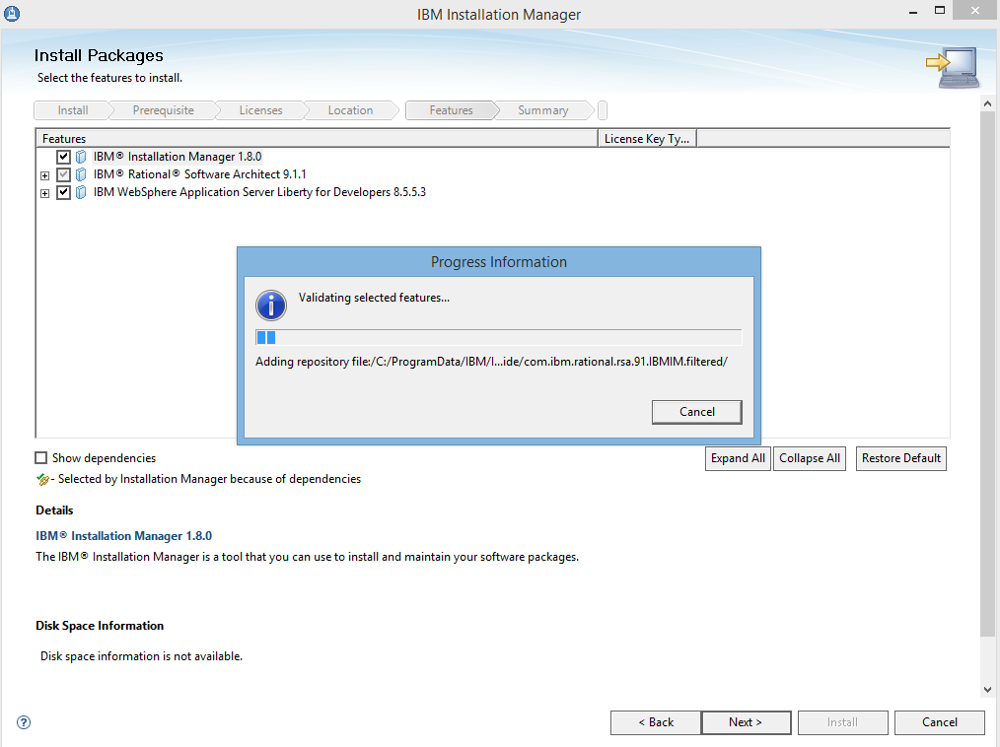 IBM Installation Manager
Install Packages
Select the features to install.
Install Prerequisite Licenses Location Features Summary
Features License Key Ty...
IBM® Installation Manager 1.8.0
IBM® Rational® Software Architect 9.1.1
IBM WebSphere Application Server Liberty for Developers 8.5.5.3
Progress Information
Validating selected features...
Adding repository file:/C:/ProgramData/IBM/I...ide/com.ibm.rational.rsa.91.IBMIM.filtered/
Cancel
Show dependencies
Expand All Collapse All Restore Default
- Selected by Installation Manager because of dependencies
Details
IBM® Installation Manager 1.8.0
The IBM® Installation Manager is a tool that you can use to install and maintain your software packages.
Disk Space Information
Disk space information is not available.
? < Back Next > Install Cancel